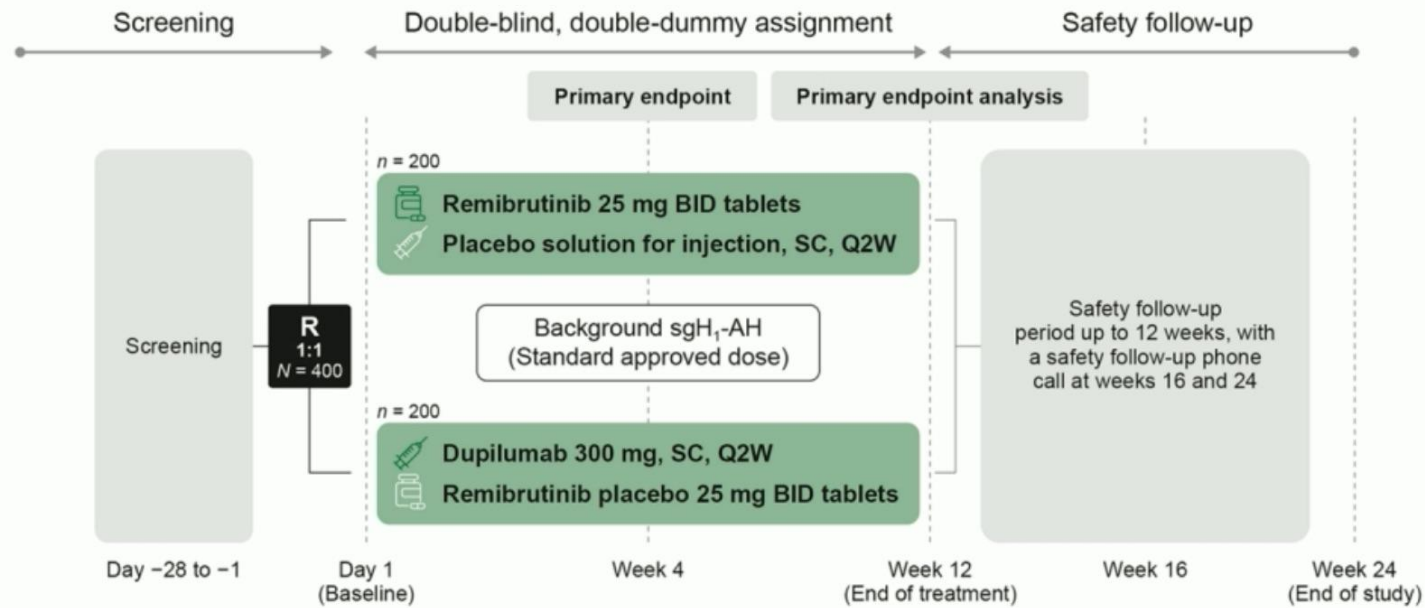 Screening
Double-blind, double-dummy assignment
Safety follow-up
Primary endpoint
Primary endpoint analysis
n = 200
Remibrutinib 25 mg BID tablets
Placebo solution for injection, SC, Q2W
Screening
R
1:1
N = 400
Background sgH₁-AH
(Standard approved dose)
Safety follow-up
period up to 12 weeks, with
a safety follow-up phone
call at weeks 16 and 24
n = 200
Dupilumab 300 mg, SC, Q2W
Remibrutinib placebo 25 mg BID tablets
Day −28 to −1
Day 1
(Baseline)
Week 4
Week 12
(End of treatment)
Week 16
Week 24
(End of study)